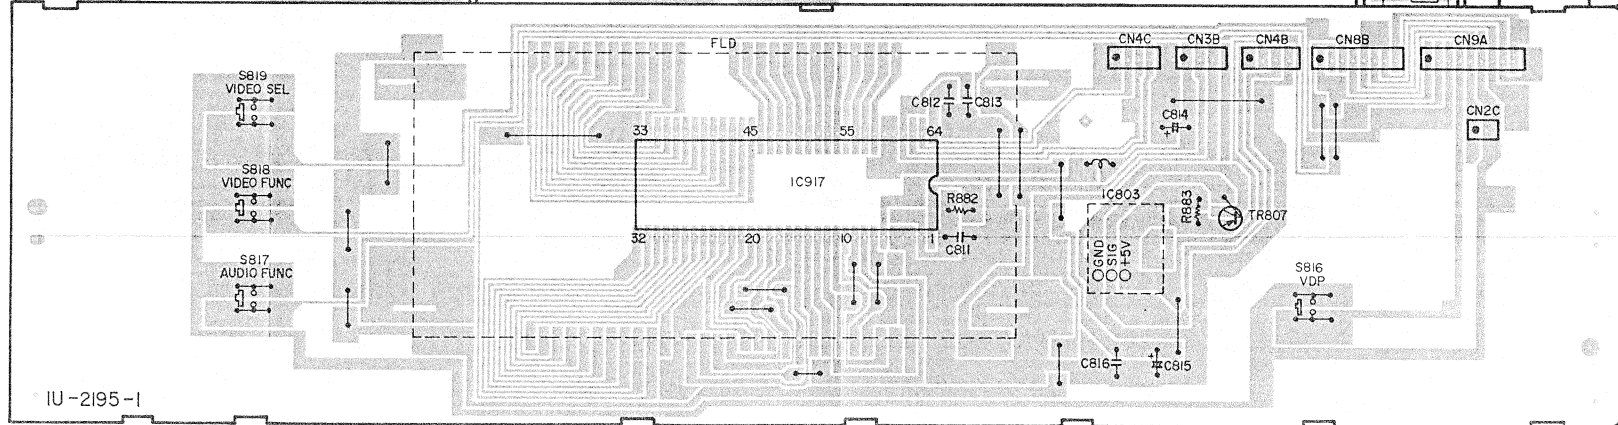 FLD
CN4C CN3B CN4B CN8B CN9A
S819
VIDEO SEL
C812 C813
C814
CN2C
33 45 55 64
S818
VIDEO FUNC
IC917
IC803
R882
R883
TR807
32 20 10 1
C811
GND
SIG
+5V
S817
AUDIO FUNC
S816
VDP
+
+
C816 C815
1U-2195-1